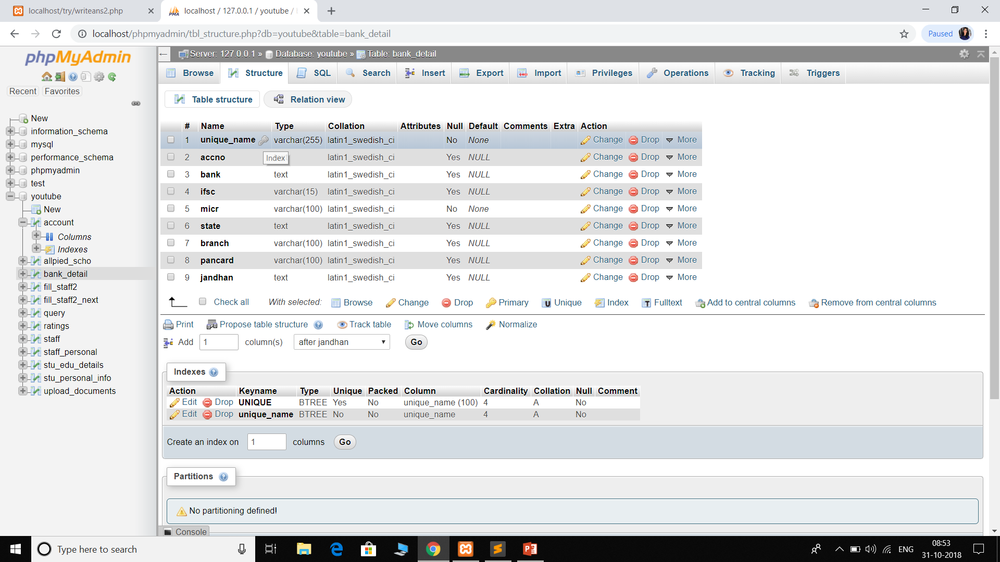 localhost/try/writeans2.php
localhost / 127.0.0.1 / youtube /
localhost/phpmyadmin/tbl_structure.php?db=youtube&table=bank_detail
Paused
phpMyAdmin
Recent Favorites
New
information_schema
mysql
performance_schema
phpmyadmin
test
youtube
New
account
Columns
Indexes
allpied_scho
bank_detail
fill_staff2
fill_staff2_next
query
ratings
staff
staff_personal
stu_edu_details
stu_personal_info
upload_documents
Server: 127.0.0.1 » Database: youtube » Table: bank_detail
Browse Structure SQL Search Insert Export Import Privileges Operations Tracking Triggers
Table structure Relation view
# Name Type Collation Attributes Null Default Comments Extra Action
1 unique_name varchar(255) latin1_swedish_ci No None Change Drop More
2 accno latin1_swedish_ci Yes NULL Change Drop More
Index
3 bank text latin1_swedish_ci Yes NULL Change Drop More
4 ifsc varchar(15) latin1_swedish_ci Yes NULL Change Drop More
5 micr varchar(100) latin1_swedish_ci No None Change Drop More
6 state text latin1_swedish_ci Yes NULL Change Drop More
7 branch varchar(100) latin1_swedish_ci Yes NULL Change Drop More
8 pancard varchar(100) latin1_swedish_ci Yes NULL Change Drop More
9 jandhan text latin1_swedish_ci Yes NULL Change Drop More
Check all With selected: Browse Change Drop Primary Unique Index Fulltext Add to central columns Remove from central columns
Print Propose table structure Track table Move columns Normalize
Add 1 column(s) after jandhan Go
Indexes
Action Keyname Type Unique Packed Column Cardinality Collation Null Comment
Edit Drop UNIQUE BTREE Yes No unique_name (100) 4 A No
Edit Drop unique_name BTREE No No unique_name 4 A No
Create an index on 1 columns Go
Partitions
No partitioning defined!
Console
Type here to search
ENG
08:53
31-10-2018